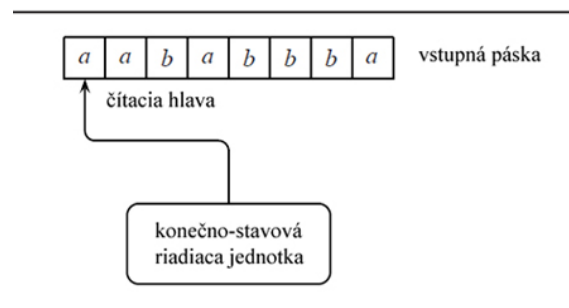 a a b a b b b a vstupná páska
čítacia hlava
konečno-stavová
riadiaca jednotka